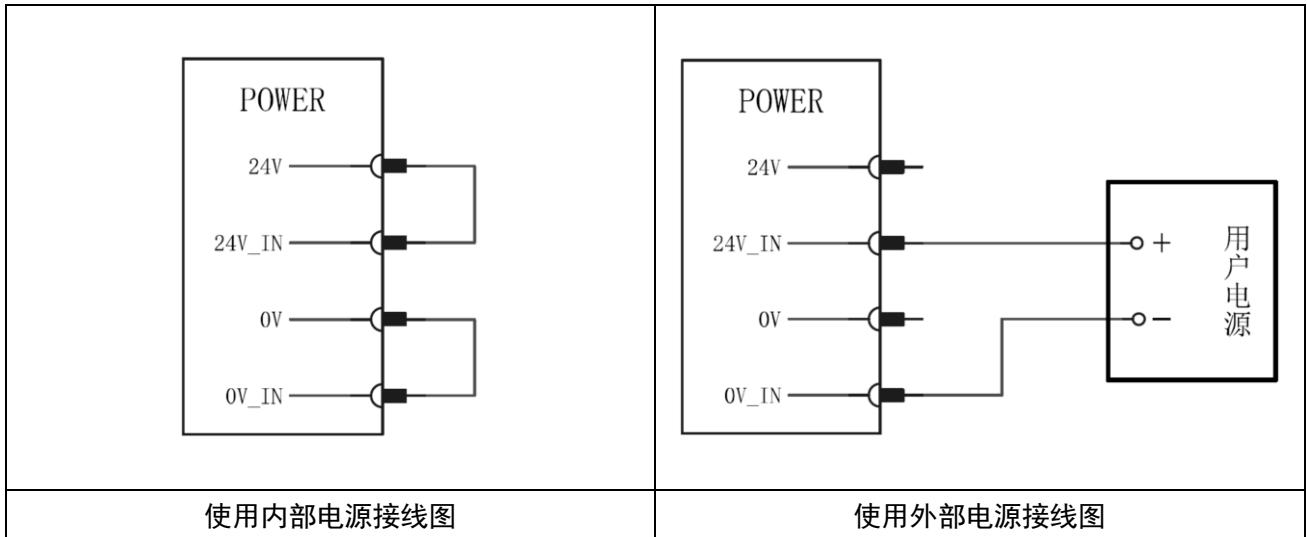 POWER
24V
24V_IN
0V
0V_IN
POWER
24V
24V_IN
0V
0V_IN
+
−
用户电源
使用内部电源接线图
使用外部电源接线图